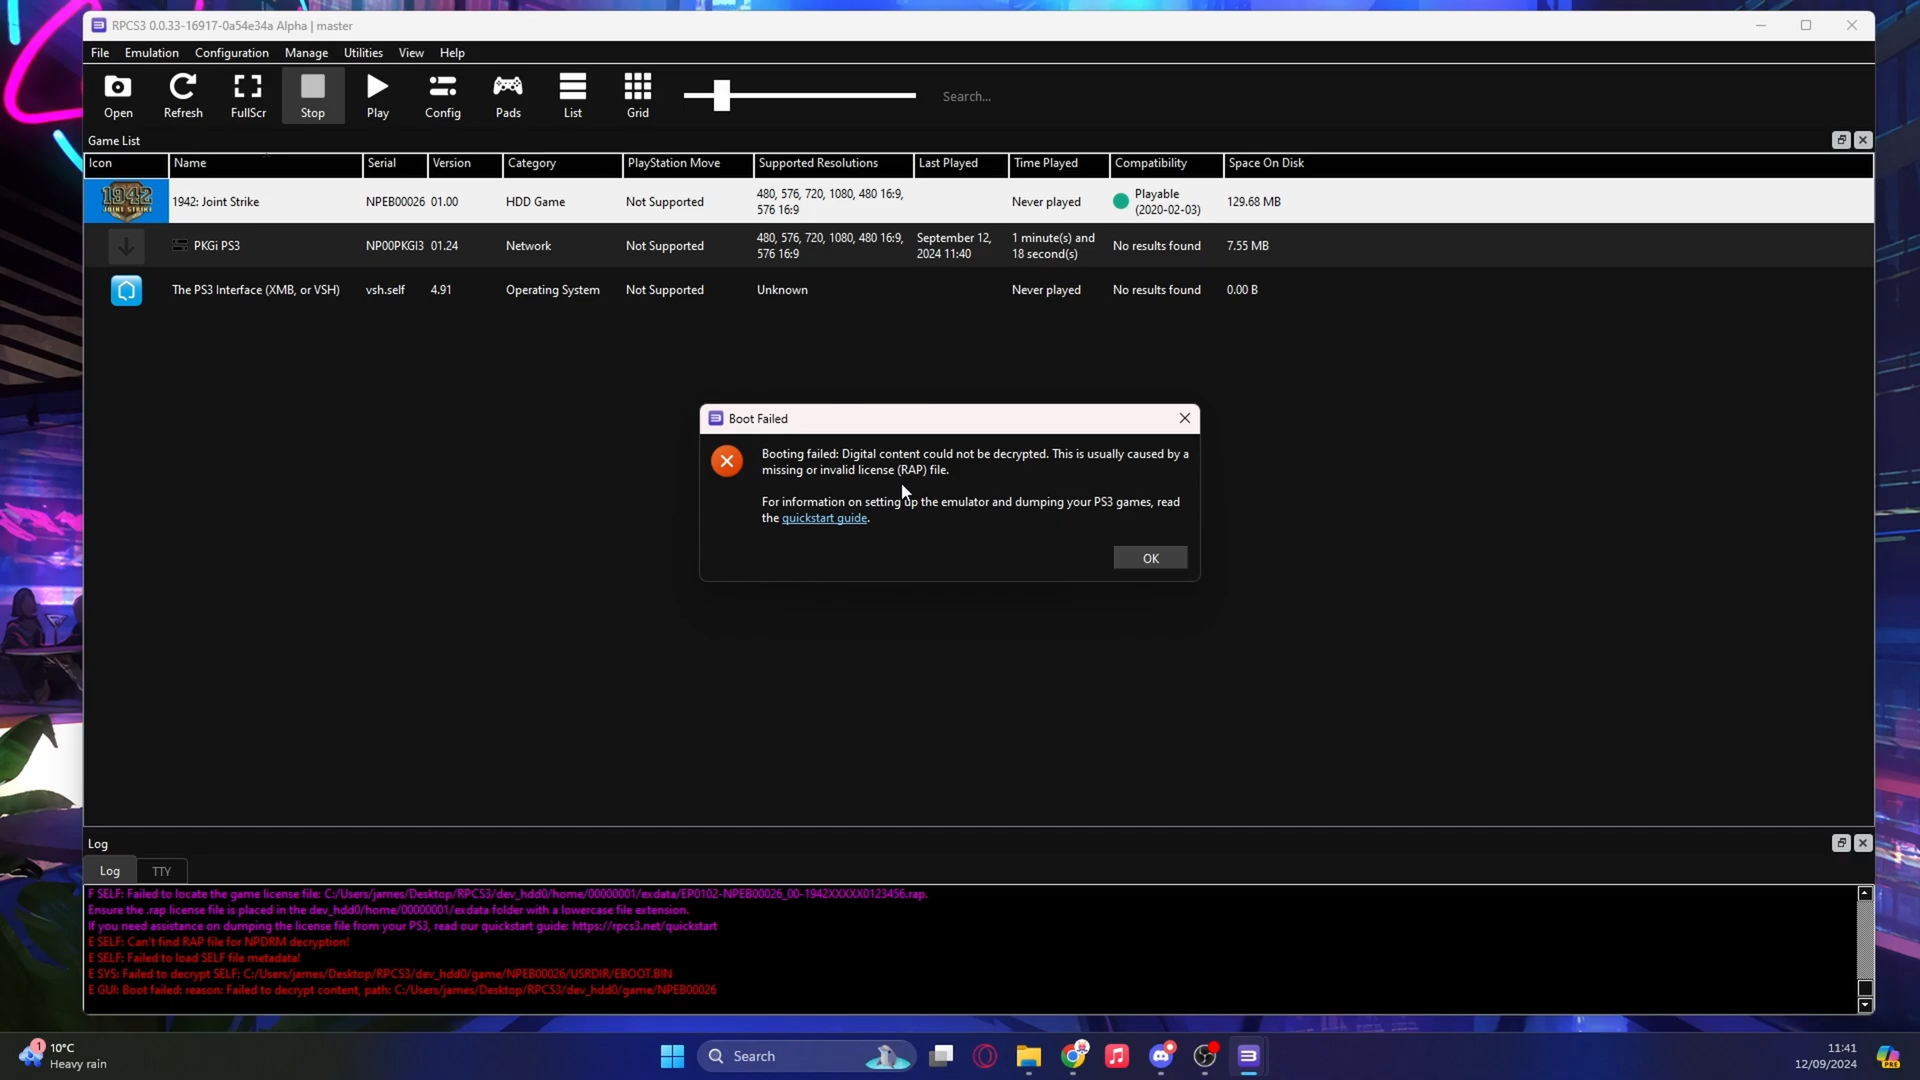 RPCS3 0.0.33-16917-0a54e34a Alpha | master
File Emulation Configuration Manage Utilities View Help
Open Refresh FullScr Stop Play Config Pads List Grid Search...
Game List
Icon Name Serial Version Category PlayStation Move Supported Resolutions Last Played Time Played Compatibility Space On Disk
1942 JOINT STRIKE 1942: Joint Strike NPEB00026 01.00 HDD Game Not Supported 480, 576, 720, 1080, 480 16:9, 576 16:9 Never played Playable (2020-02-03) 129.68 MB
PKGi PS3 NP00PKGI3 01.24 Network Not Supported 480, 576, 720, 1080, 480 16:9, 576 16:9 September 12, 2024 11:40 1 minute(s) and 18 second(s) No results found 7.55 MB
The PS3 Interface (XMB, or VSH) vsh.self 4.91 Operating System Not Supported Unknown Never played No results found 0.00 B
Boot Failed
Booting failed: Digital content could not be decrypted. This is usually caused by a
missing or invalid license (RAP) file.
For information on setting up the emulator and dumping your PS3 games, read
the quickstart guide.
OK
Log
Log TTY
F SELF: Failed to locate the game license file: C:/Users/james/Desktop/RPCS3/dev_hdd0/home/00000001/exdata/EP0102-NPEB00026_00-1942XXXXX0123456.rap.
Ensure the .rap license file is placed in the dev_hdd0/home/00000001/exdata folder with a lowercase file extension.
If you need assistance on dumping the license file from your PS3, read our quickstart guide: https://rpcs3.net/quickstart
E SELF: Can't find RAP file for NPDRM decryption!
E SELF: Failed to load SELF file metadata!
E SYS: Failed to decrypt SELF: C:/Users/james/Desktop/RPCS3/dev_hdd0/game/NPEB00026/USRDIR/EBOOT.BIN
E GUI: Boot failed: reason: Failed to decrypt content, path: C:/Users/james/Desktop/RPCS3/dev_hdd0/game/NPEB00026
1
10°C
Heavy rain
Search
11:41
12/09/2024
PRE